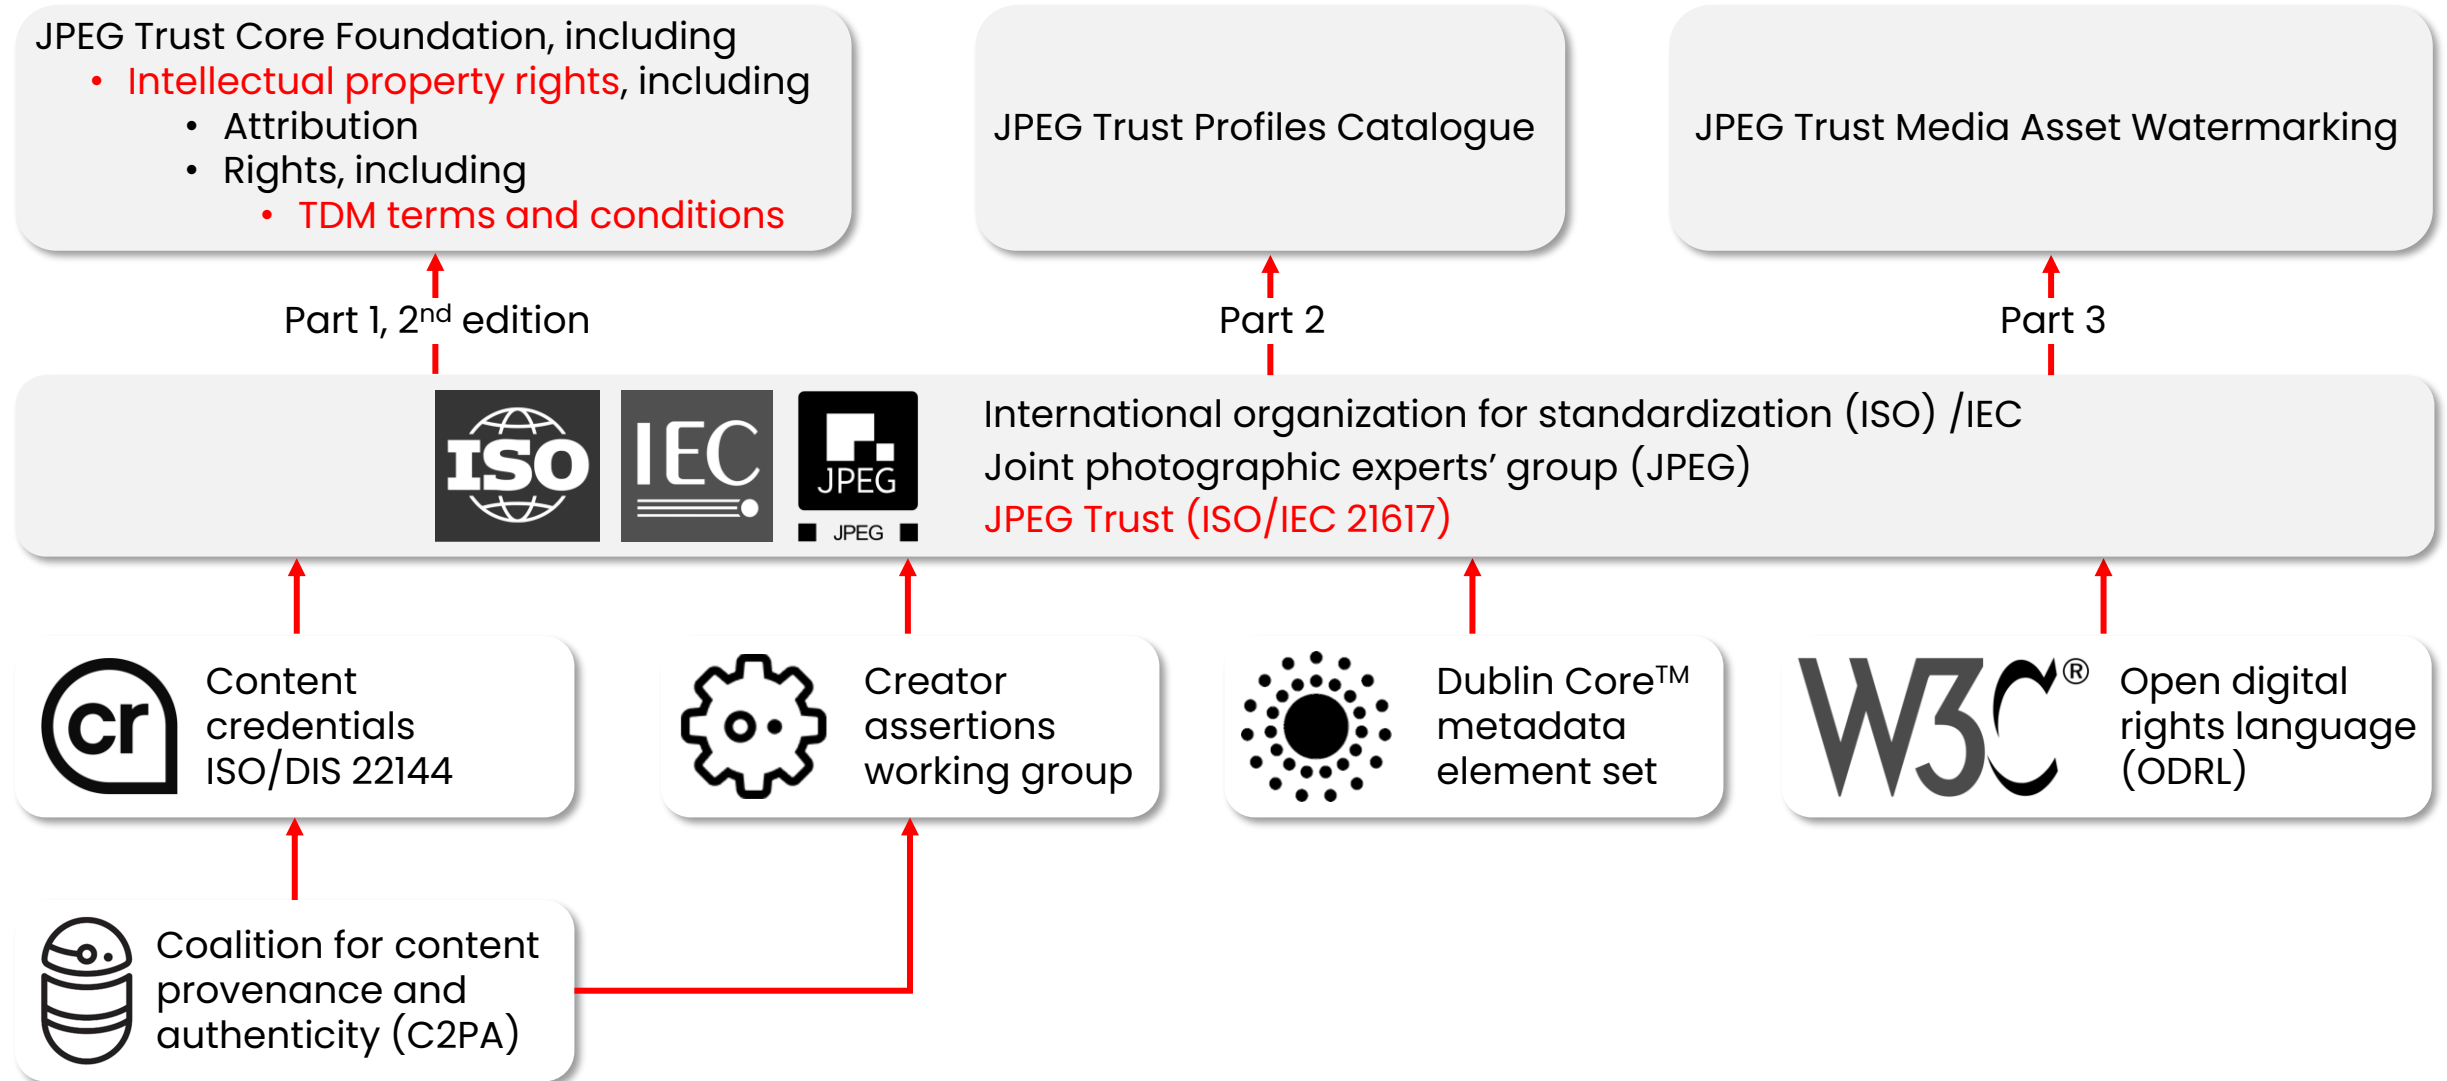 JPEG Trust Core Foundation, including
• Intellectual property rights, including
• Attribution
• Rights, including
• TDM terms and conditions
JPEG Trust Profiles Catalogue
JPEG Trust Media Asset Watermarking
Part 1, 2nd edition
Part 2
Part 3
ISO
IEC
JPEG
JPEG
International organization for standardization (ISO) /IEC
Joint photographic experts’ group (JPEG)
JPEG Trust (ISO/IEC 21617)
cr
Content
credentials
ISO/DIS 22144
Creator
assertions
working group
Dublin Core™
metadata
element set
W3C®
Open digital
rights language
(ODRL)
Coalition for content
provenance and
authenticity (C2PA)